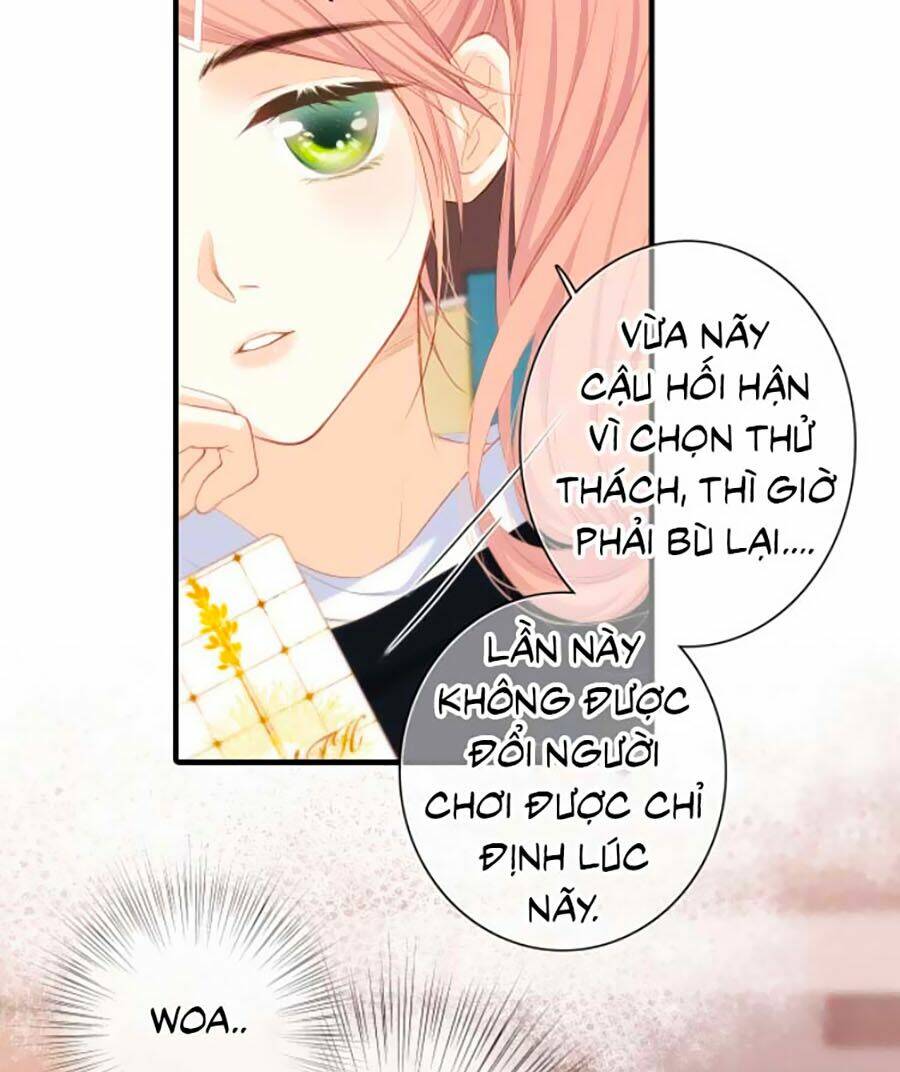 VỪA NÃY
CẬU HỐI HẬN
VÌ CHỌN THỬ
THÁCH, THÌ GIỜ
PHẢI BÙ LẠI....
LẦN NÀY
KHÔNG ĐƯỢC
ĐỔI NGƯỜI
CHƠI ĐƯỢC CHỈ
ĐỊNH LÚC
NÃY.
WOA..